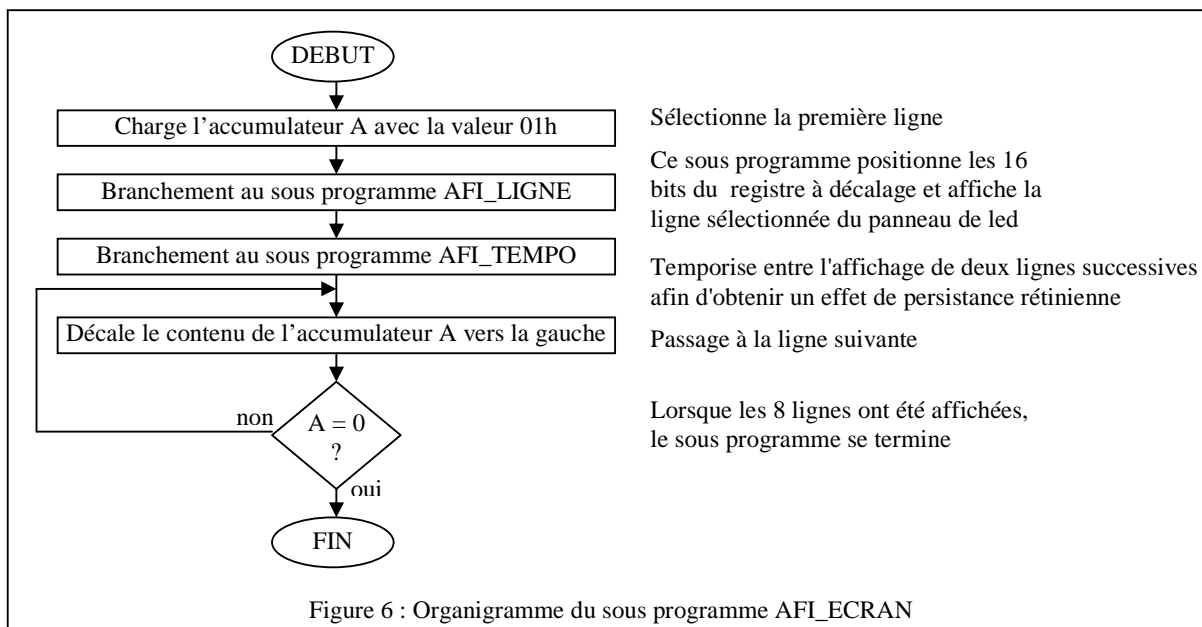 DEBUT
Charge l'accumulateur A avec la valeur 01h
Sélectionne la première ligne
Branchement au sous programme AFI_LIGNE
Ce sous programme positionne les 16
bits du registre à décalage et affiche la
ligne sélectionnée du panneau de led
Branchement au sous programme AFI_TEMPO
Temporise entre l'affichage de deux lignes successives
afin d'obtenir un effet de persistance rétinienne
Décale le contenu de l'accumulateur A vers la gauche
Passage à la ligne suivante
non
A = 0
?
Lorsque les 8 lignes ont été affichées,
le sous programme se termine
oui
FIN
Figure 6 : Organigramme du sous programme AFI_ECRAN